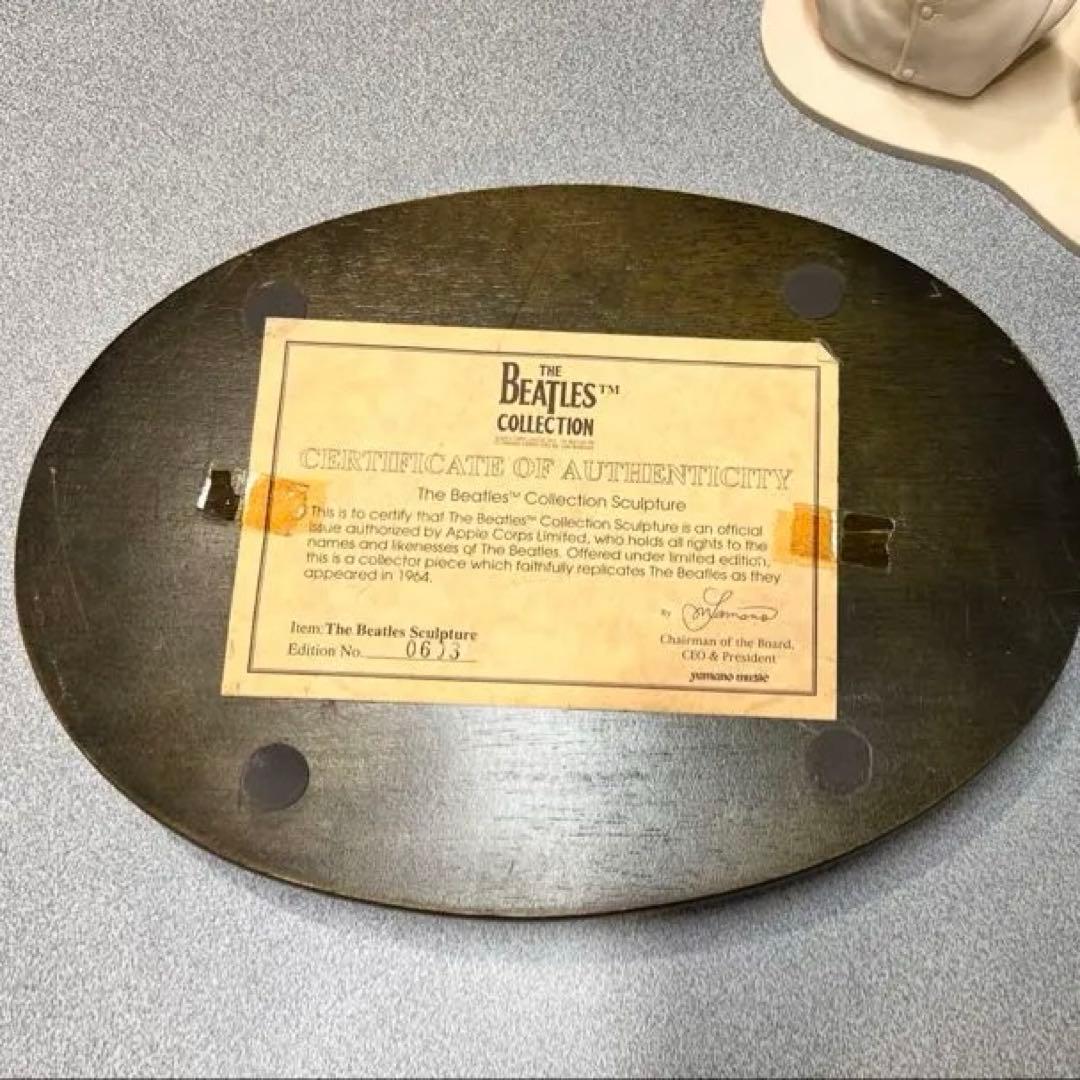 THE
BEATLES™
COLLECTION
CERTIFICATE OF AUTHENTICITY
The Beatles™ Collection Sculpture
This is to certify that The Beatles™ Collection Sculpture is an official
issue authorized by Apple Corps Limited, who holds all rights to the
names and likenesses of The Beatles. Offered under limited edition,
this is a collector piece which faithfully replicates The Beatles as they
appeared in 1964.
By
Chairman of the Board,
CEO & President
yamano music
Item: The Beatles Sculpture
Edition No.